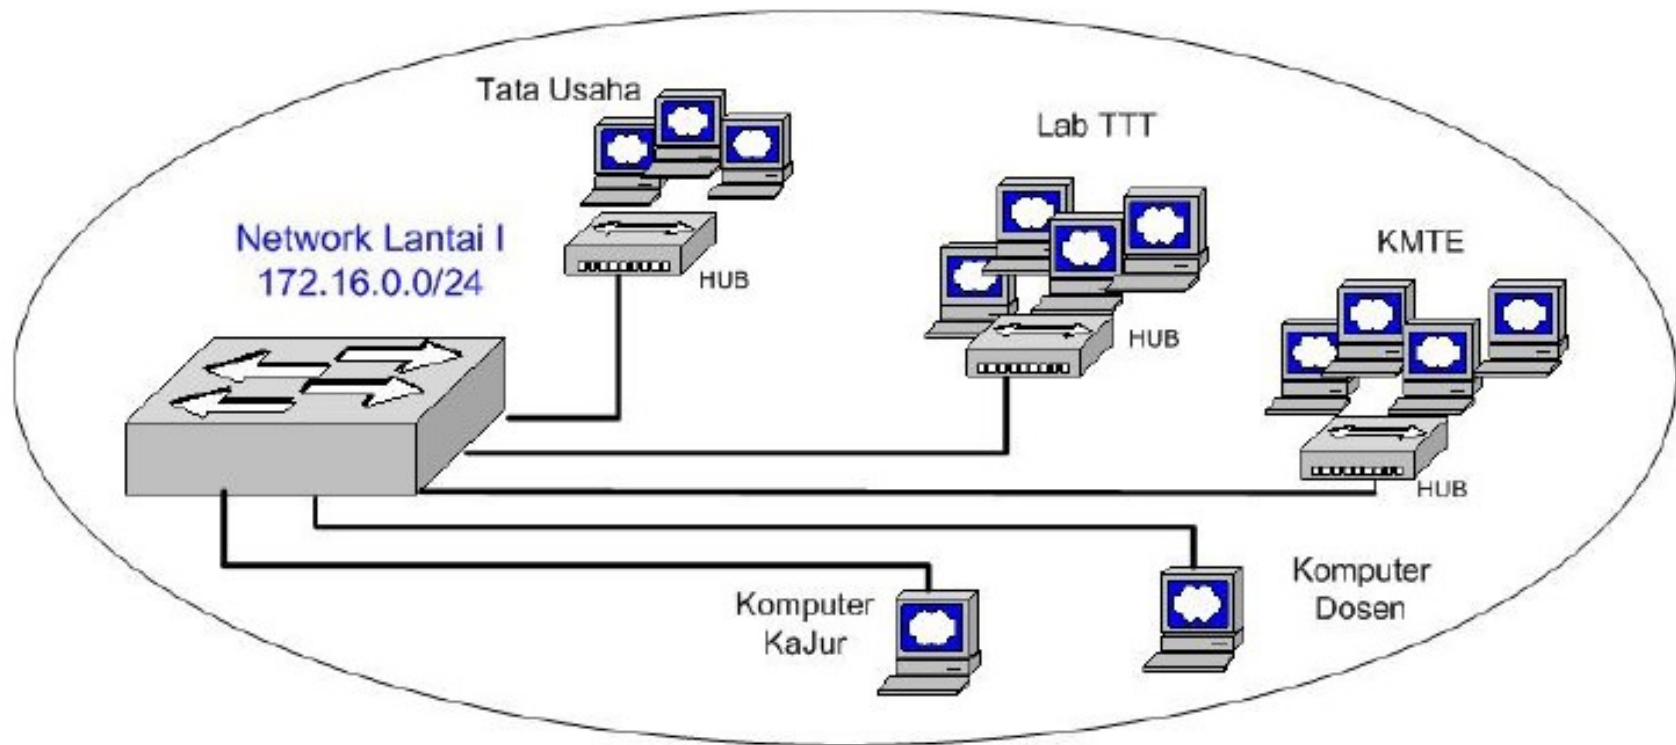 Tata Usaha
Lab TTT
Network Lantai I
172.16.0.0/24
HUB
KMTE
HUB
HUB
Komputer
KaJur
Komputer
Dosen